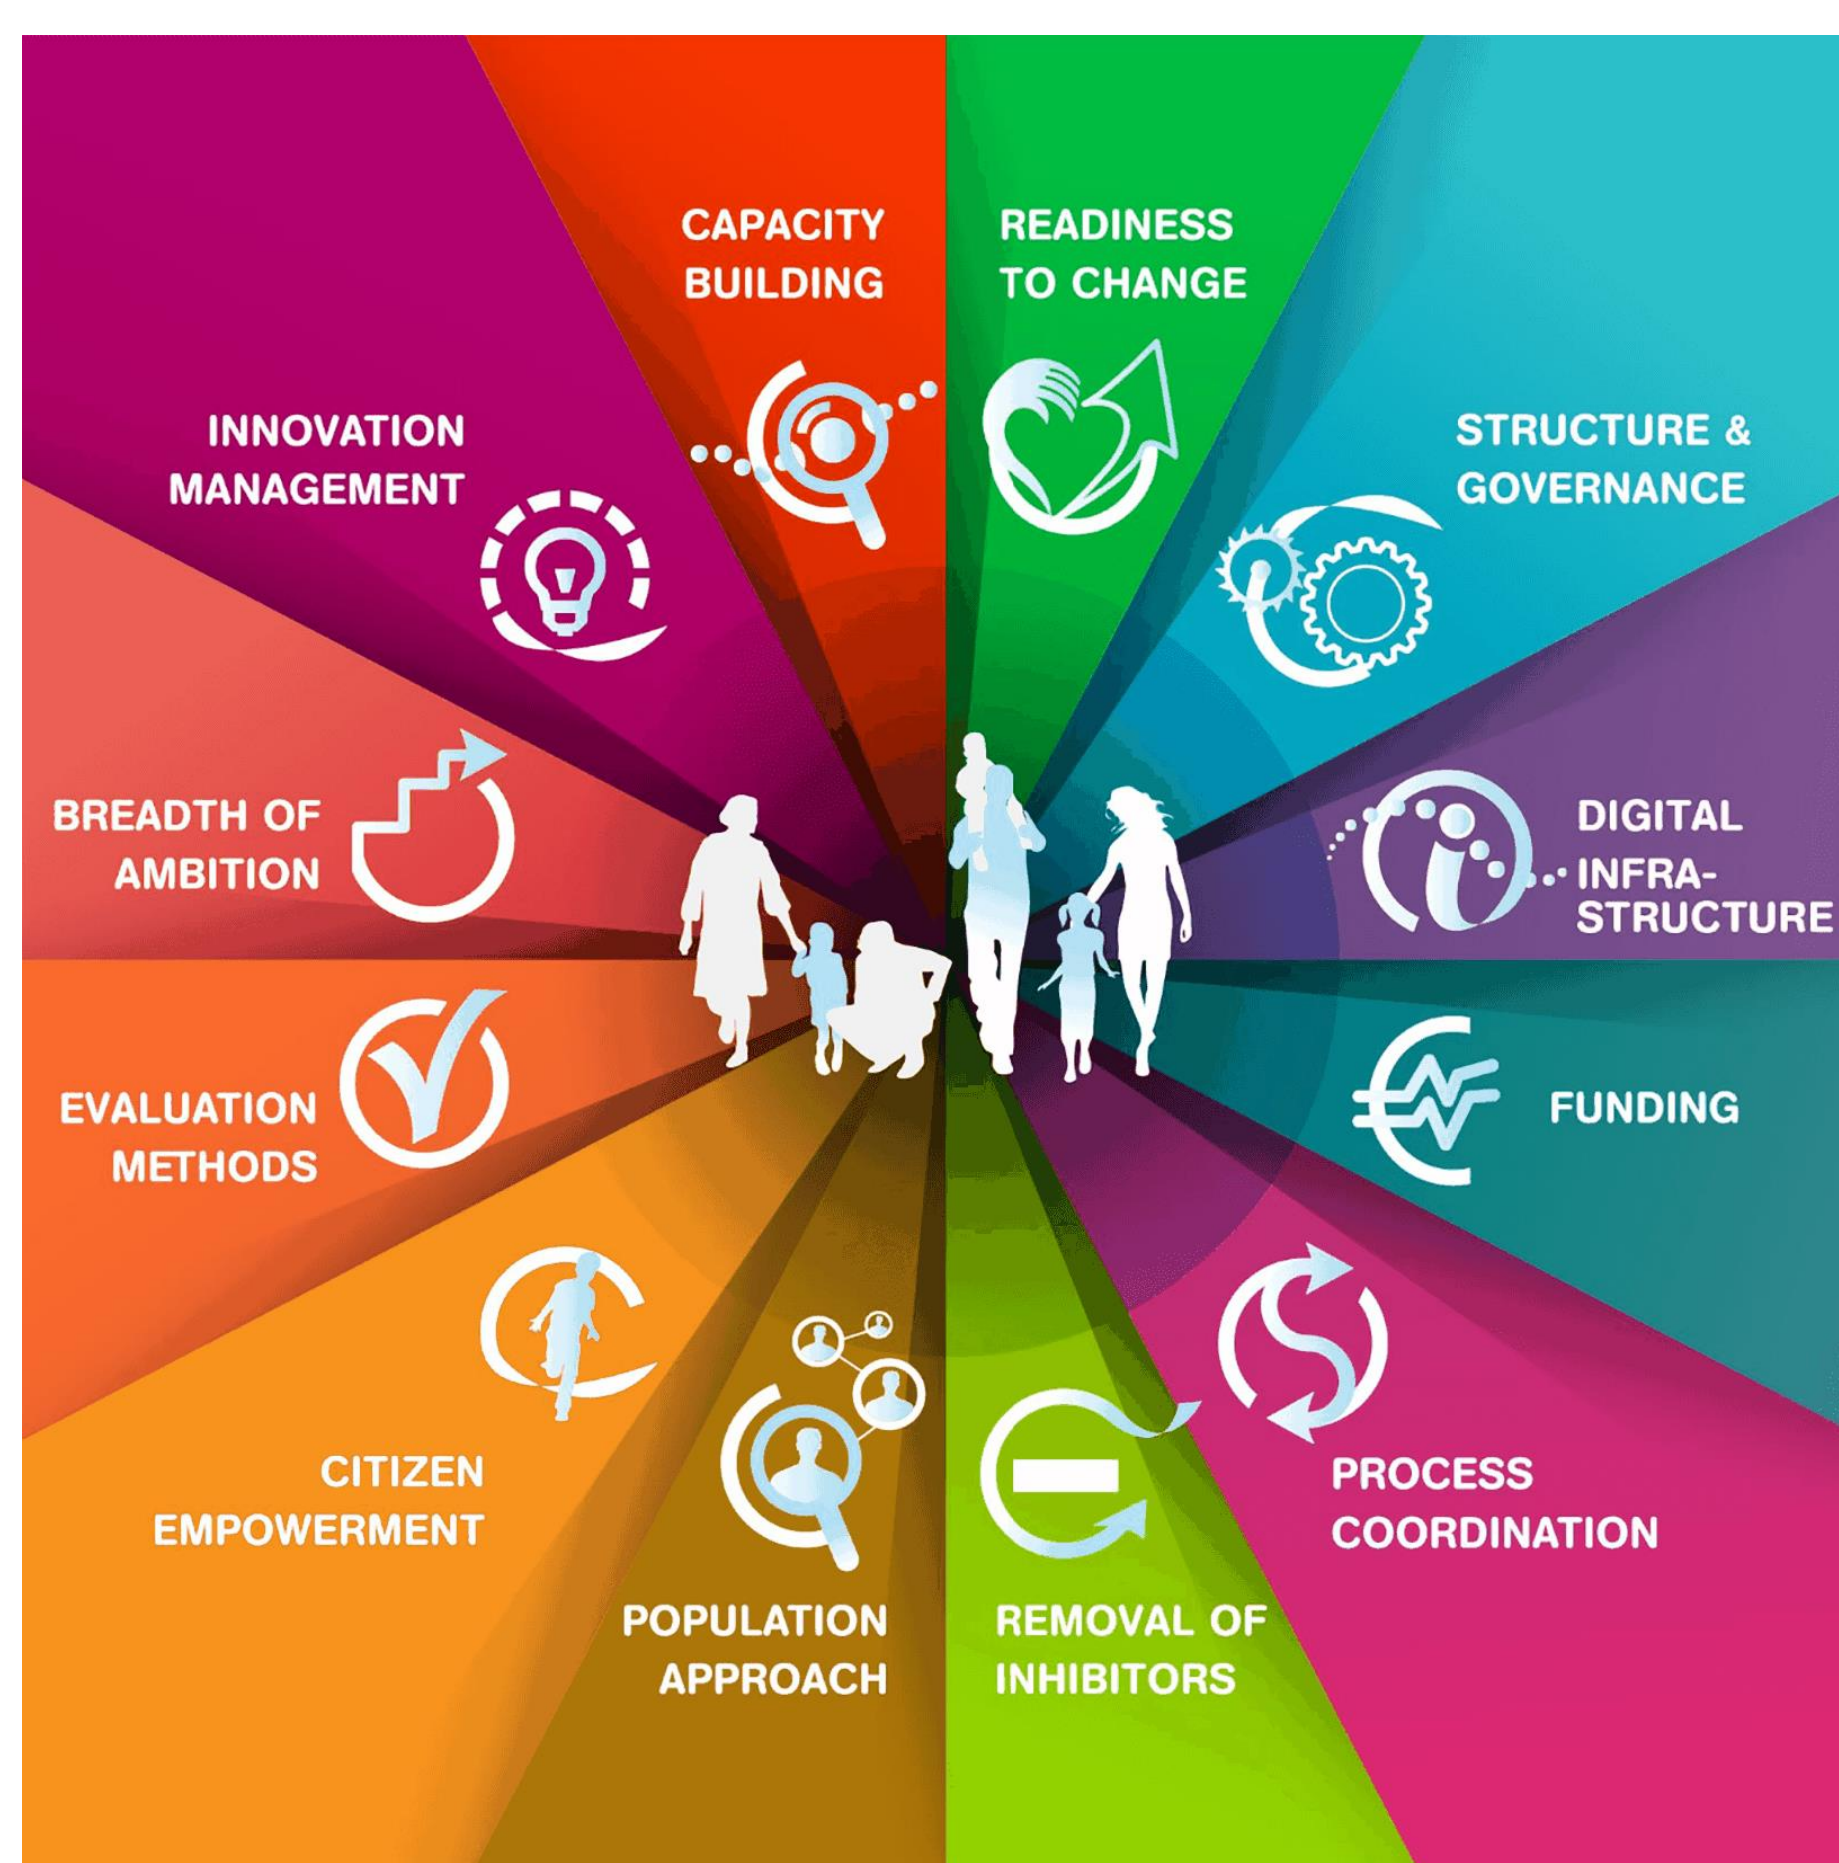 CAPACITY
BUILDING
READINESS
TO CHANGE
STRUCTURE &
GOVERNANCE
DIGITAL
INFRA-
STRUCTURE
FUNDING
PROCESS
COORDINATION
REMOVAL OF
INHIBITORS
POPULATION
APPROACH
CITIZEN
EMPOWERMENT
EVALUATION
METHODS
BREADTH OF
AMBITION
INNOVATION
MANAGEMENT